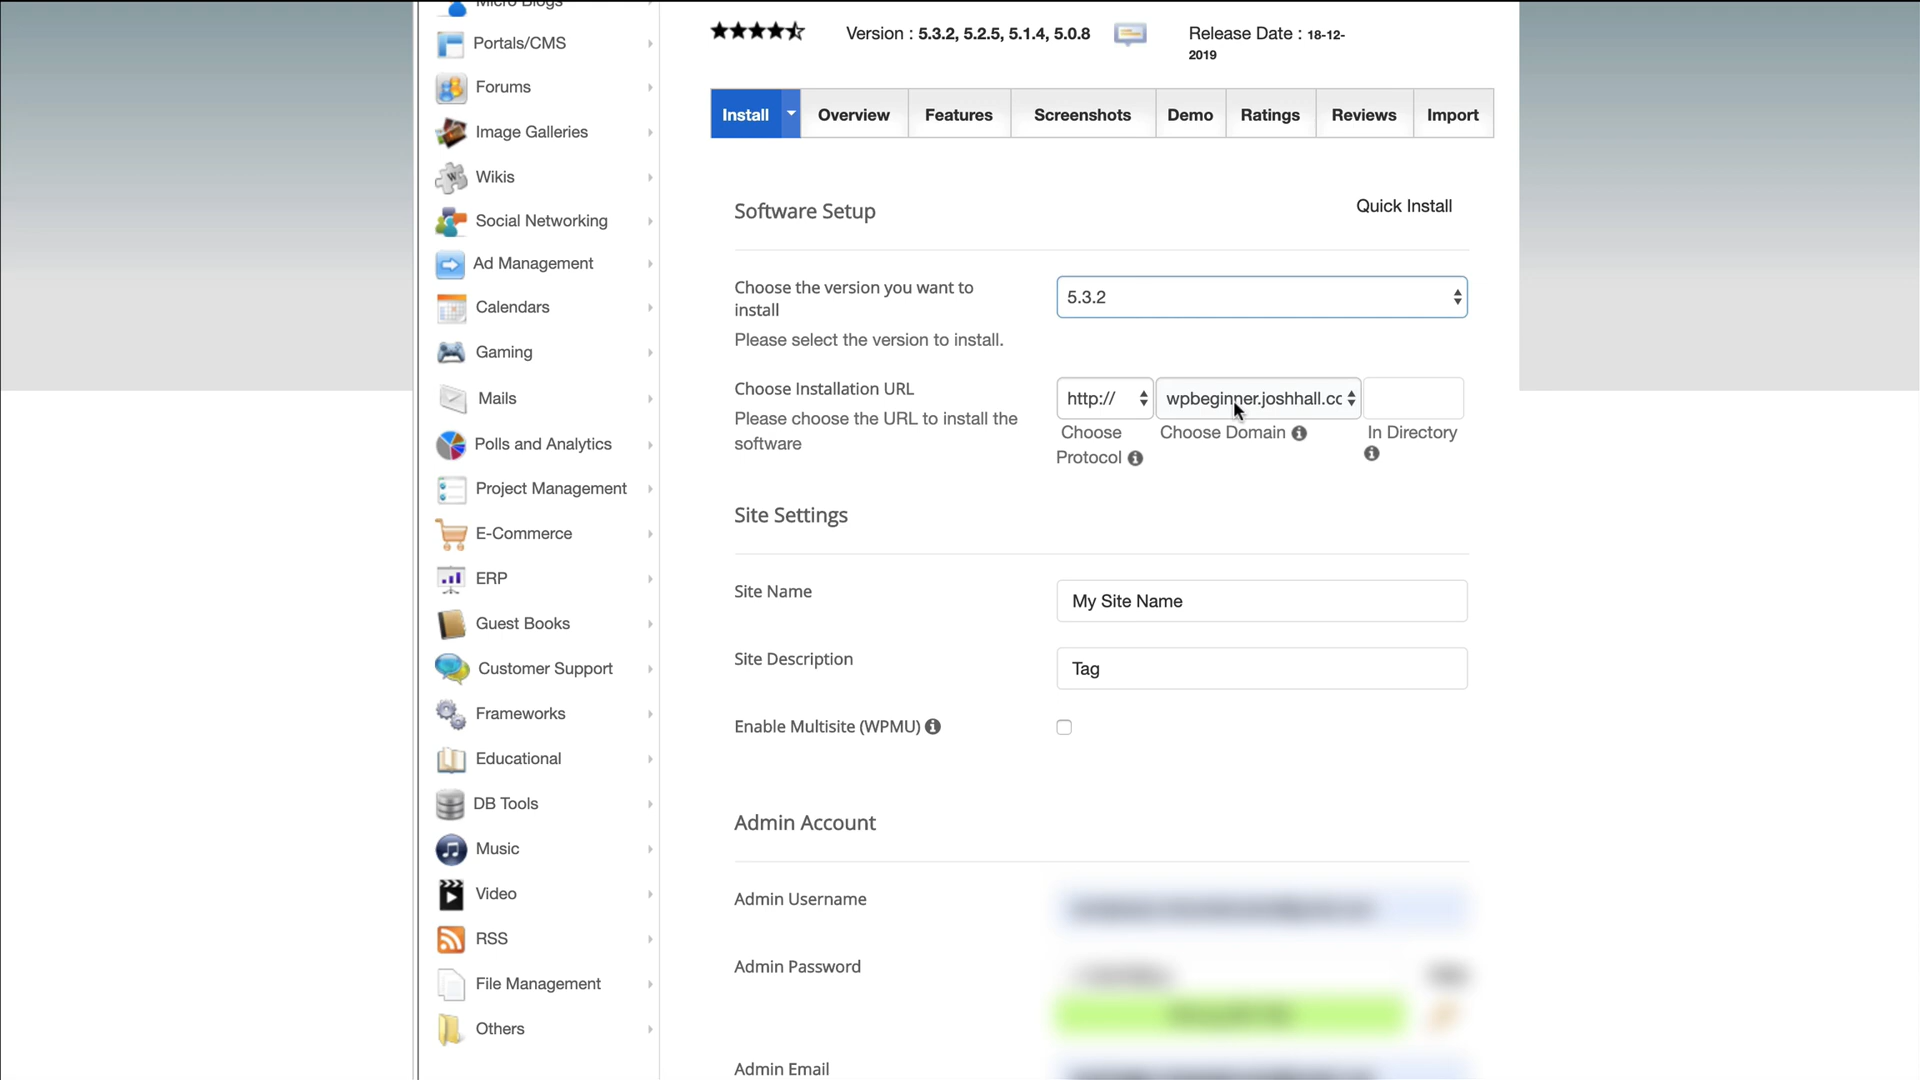 Micro Blogs
Portals/CMS
Forums
Image Galleries
Wikis
Social Networking
Ad Management
Calendars
Gaming
Mails
Polls and Analytics
Project Management
E-Commerce
ERP
Guest Books
Customer Support
Frameworks
Educational
DB Tools
Music
Video
RSS
File Management
Others
Version : 5.3.2, 5.2.5, 5.1.4, 5.0.8
Release Date : 18-12-
2019
Install Overview Features Screenshots Demo Ratings Reviews Import
Software Setup
Quick Install
Choose the version you want to
install
Please select the version to install.
5.3.2
Choose Installation URL
Please choose the URL to install the
software
http:// wpbeginner.joshhall.cc
Choose
Protocol
Choose Domain
In Directory
Site Settings
Site Name
My Site Name
Site Description
Tag
Enable Multisite (WPMU)
Admin Account
Admin Username
Admin Password
Admin Email